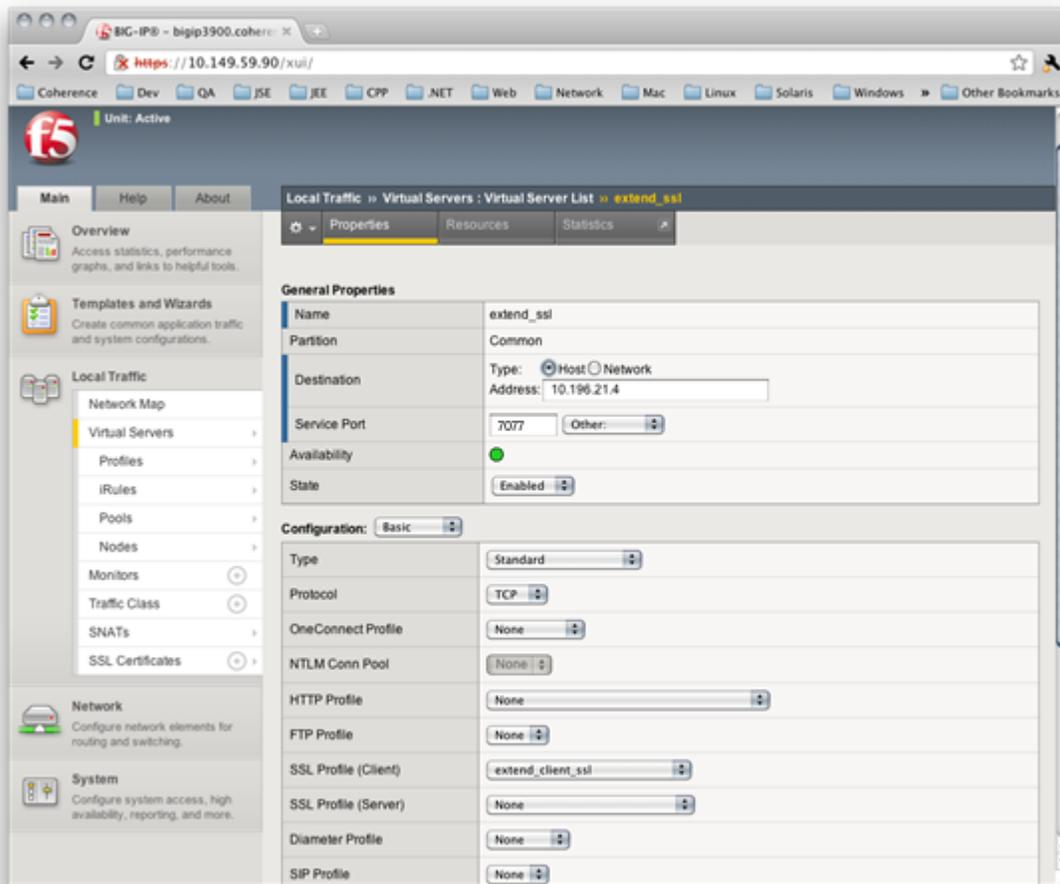 BIG-IP® - bigip3900.cohere
https://10.149.59.90/xui/
Coherence Dev QA JSE JEE CPP .NET Web Network Mac Linux Solaris Windows » Other Bookmarks
f5
Unit: Active
Main Help About
Local Traffic ›› Virtual Servers : Virtual Server List ›› extend_ssl
Properties Resources Statistics
Overview
Access statistics, performance
graphs, and links to helpful tools.
Templates and Wizards
Create common application traffic
and system configurations.
Local Traffic
Network Map
Virtual Servers
Profiles
iRules
Pools
Nodes
Monitors
Traffic Class
SNATs
SSL Certificates
Network
Configure network elements for
routing and switching.
System
Configure system access, high
availability, reporting, and more.
General Properties
Name extend_ssl
Partition Common
Destination Type: Host Network
Address: 10.196.21.4
Service Port 7077 Other:
Availability
State Enabled
Configuration: Basic
Type Standard
Protocol TCP
OneConnect Profile None
NTLM Conn Pool None
HTTP Profile None
FTP Profile None
SSL Profile (Client) extend_client_ssl
SSL Profile (Server) None
Diameter Profile None
SIP Profile None